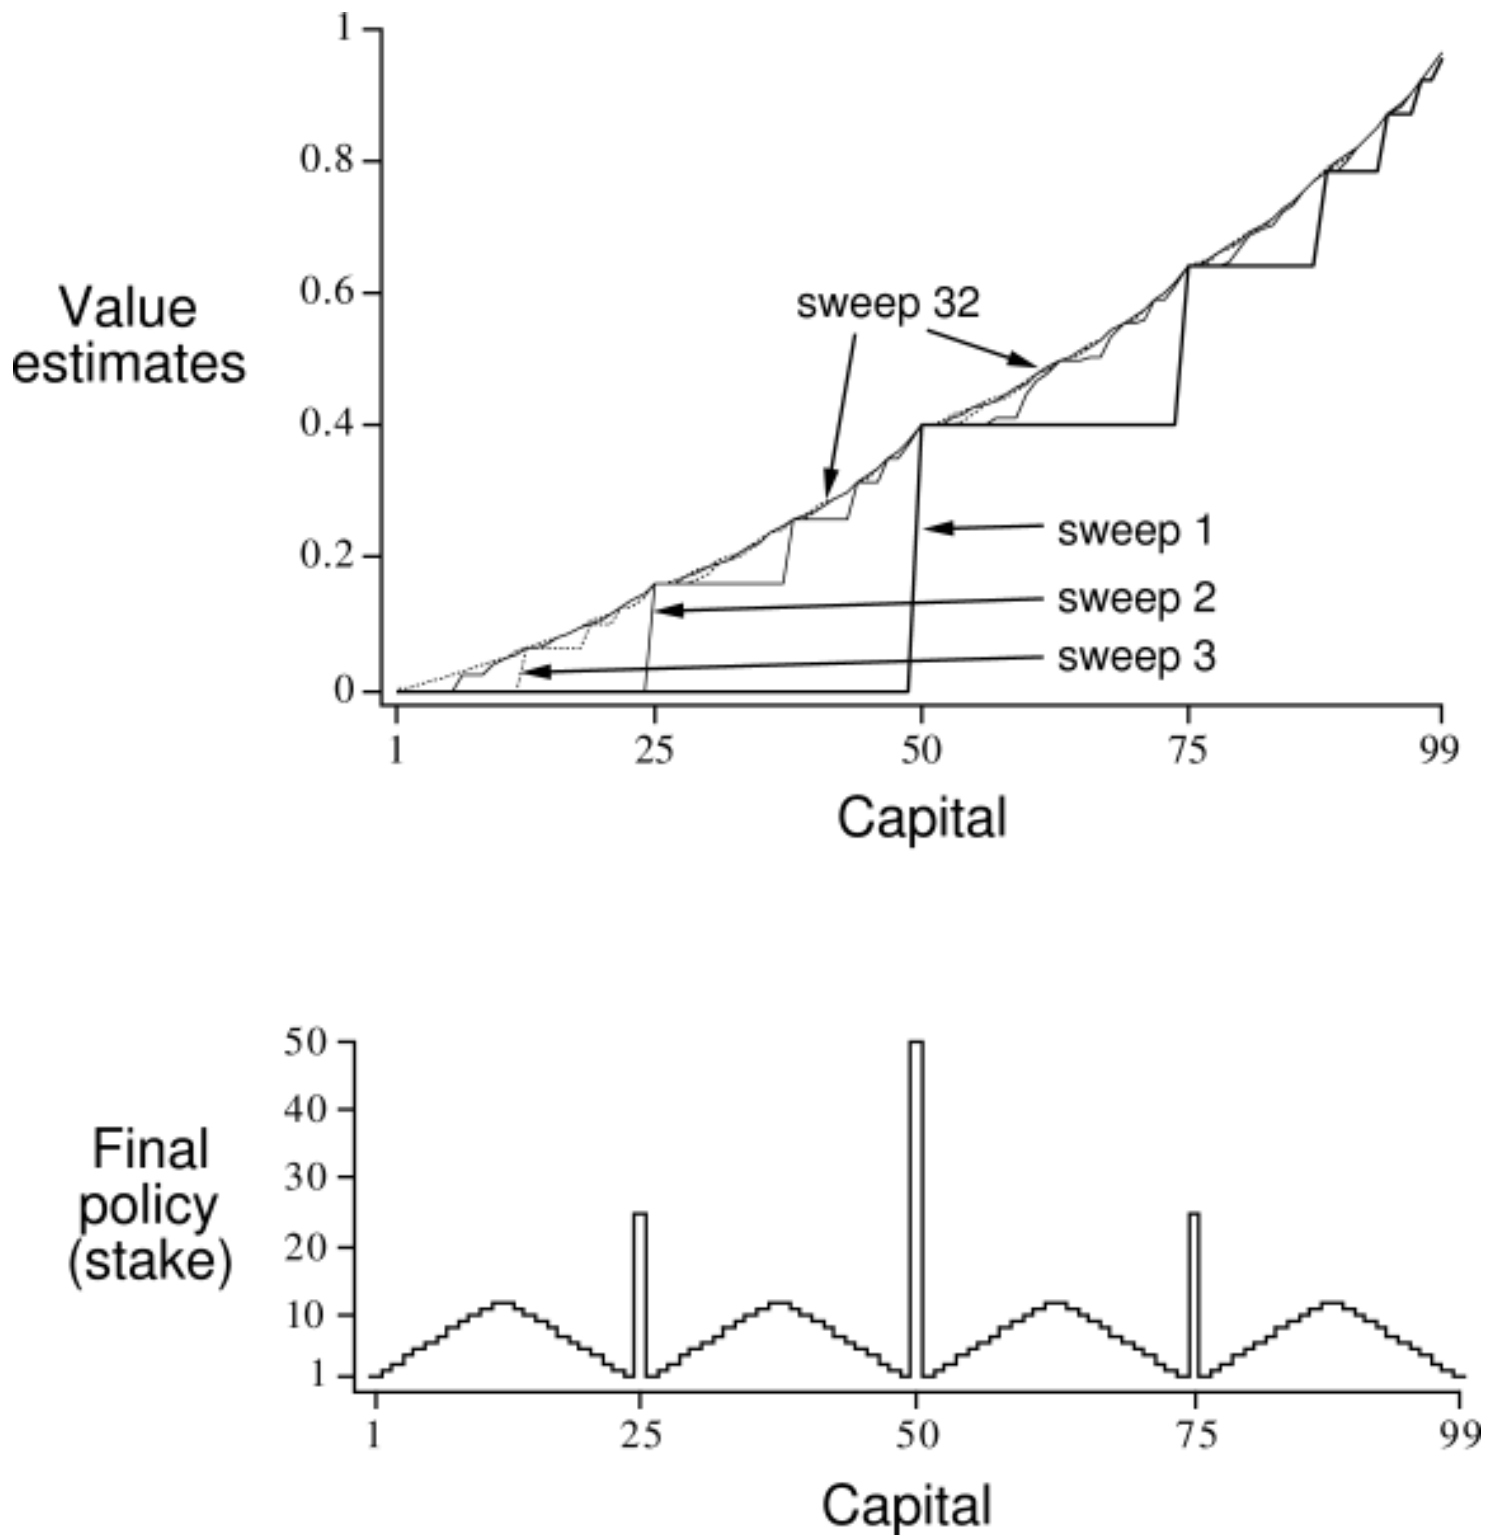 1
0.8
0.6
0.4
0.2
0
Value
estimates
sweep 32
sweep 1
sweep 2
sweep 3
1 25 50 75 99
Capital
50
40
30
20
10
1
Final
policy
(stake)
1 25 50 75 99
Capital